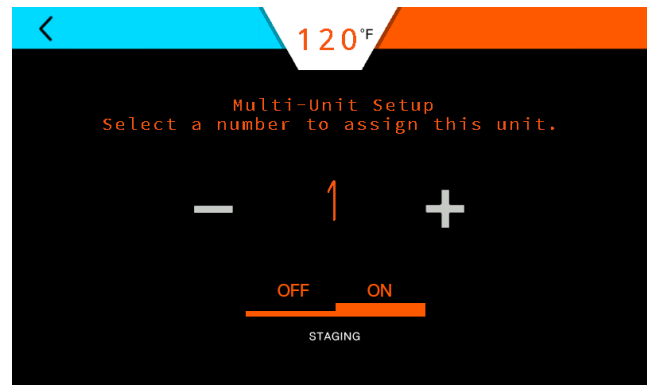 120°F
Multi-Unit Setup
Select a number to assign this unit.
− 1 +
OFF ON
STAGING